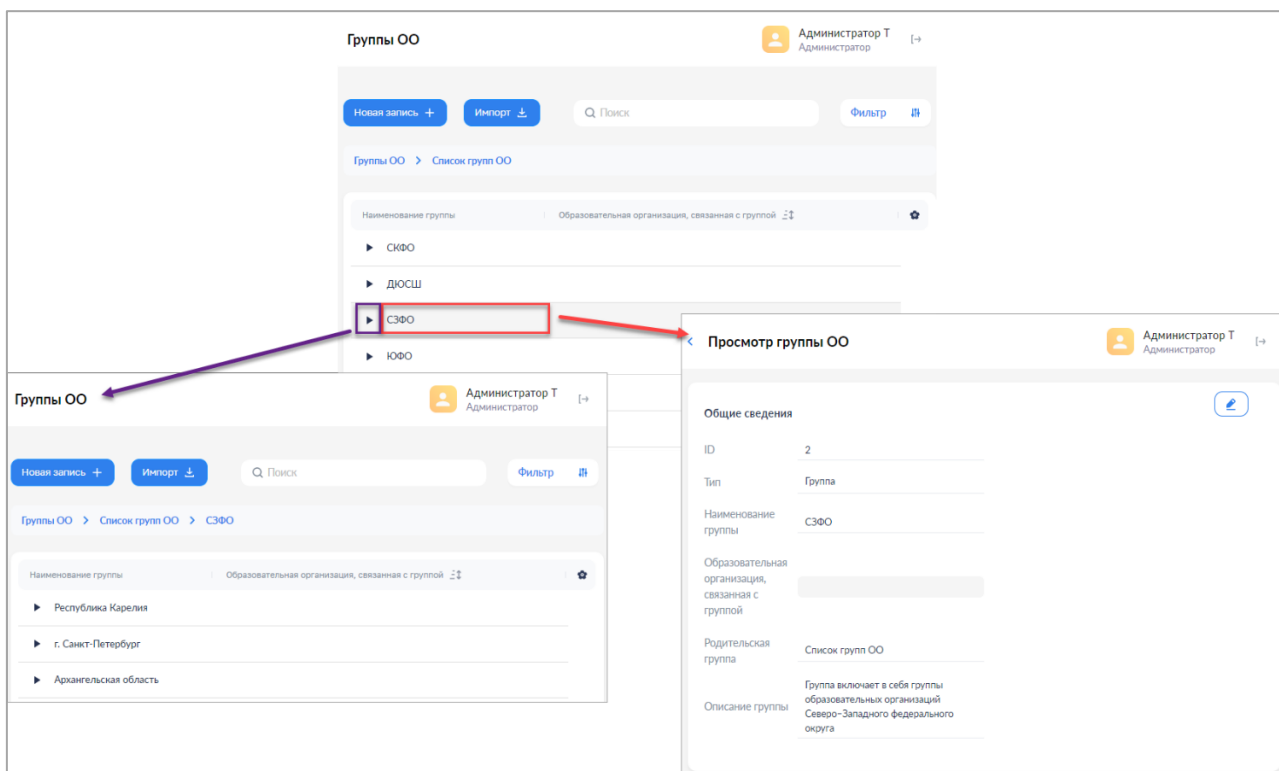 Группы ОО
Администратор Т
Администратор
Новая запись
Импорт
Поиск
Фильтр
Группы ОО > Список групп ОО
Наименование группы
Образовательная организация, связанная с группой
СКФО
ДЮСШ
СЗФО
ЮФО
Группы ОО
Администратор Т
Администратор
Новая запись
Импорт
Поиск
Фильтр
Группы ОО > Список групп ОО > СЗФО
Наименование группы
Образовательная организация, связанная с группой
Республика Карелия
г. Санкт-Петербург
Архангельская область
Просмотр группы ОО
Администратор Т
Администратор
Общие сведения
ID
2
Тип
Группа
Наименование
группы
СЗФО
Образовательная
организация,
связанная с
группой
Родительская
группа
Список групп ОО
Описание группы
Группа включает в себя группы
образовательных организаций
Северо-Западного федерального
округа